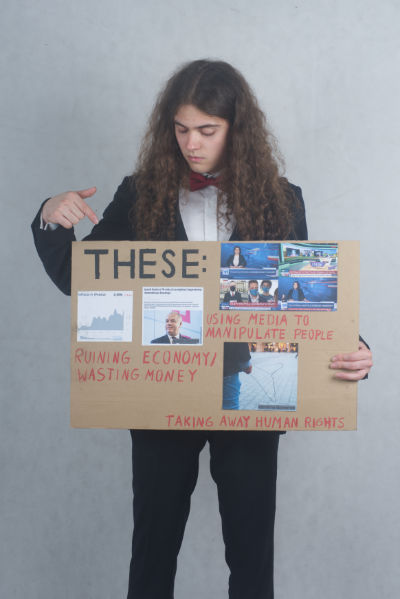 THESE:
USING MEDIA TO
MANIPULATE PEOPLE
RUINING ECONOMY/
WASTING MONEY
TAKING AWAY HUMAN RIGHTS